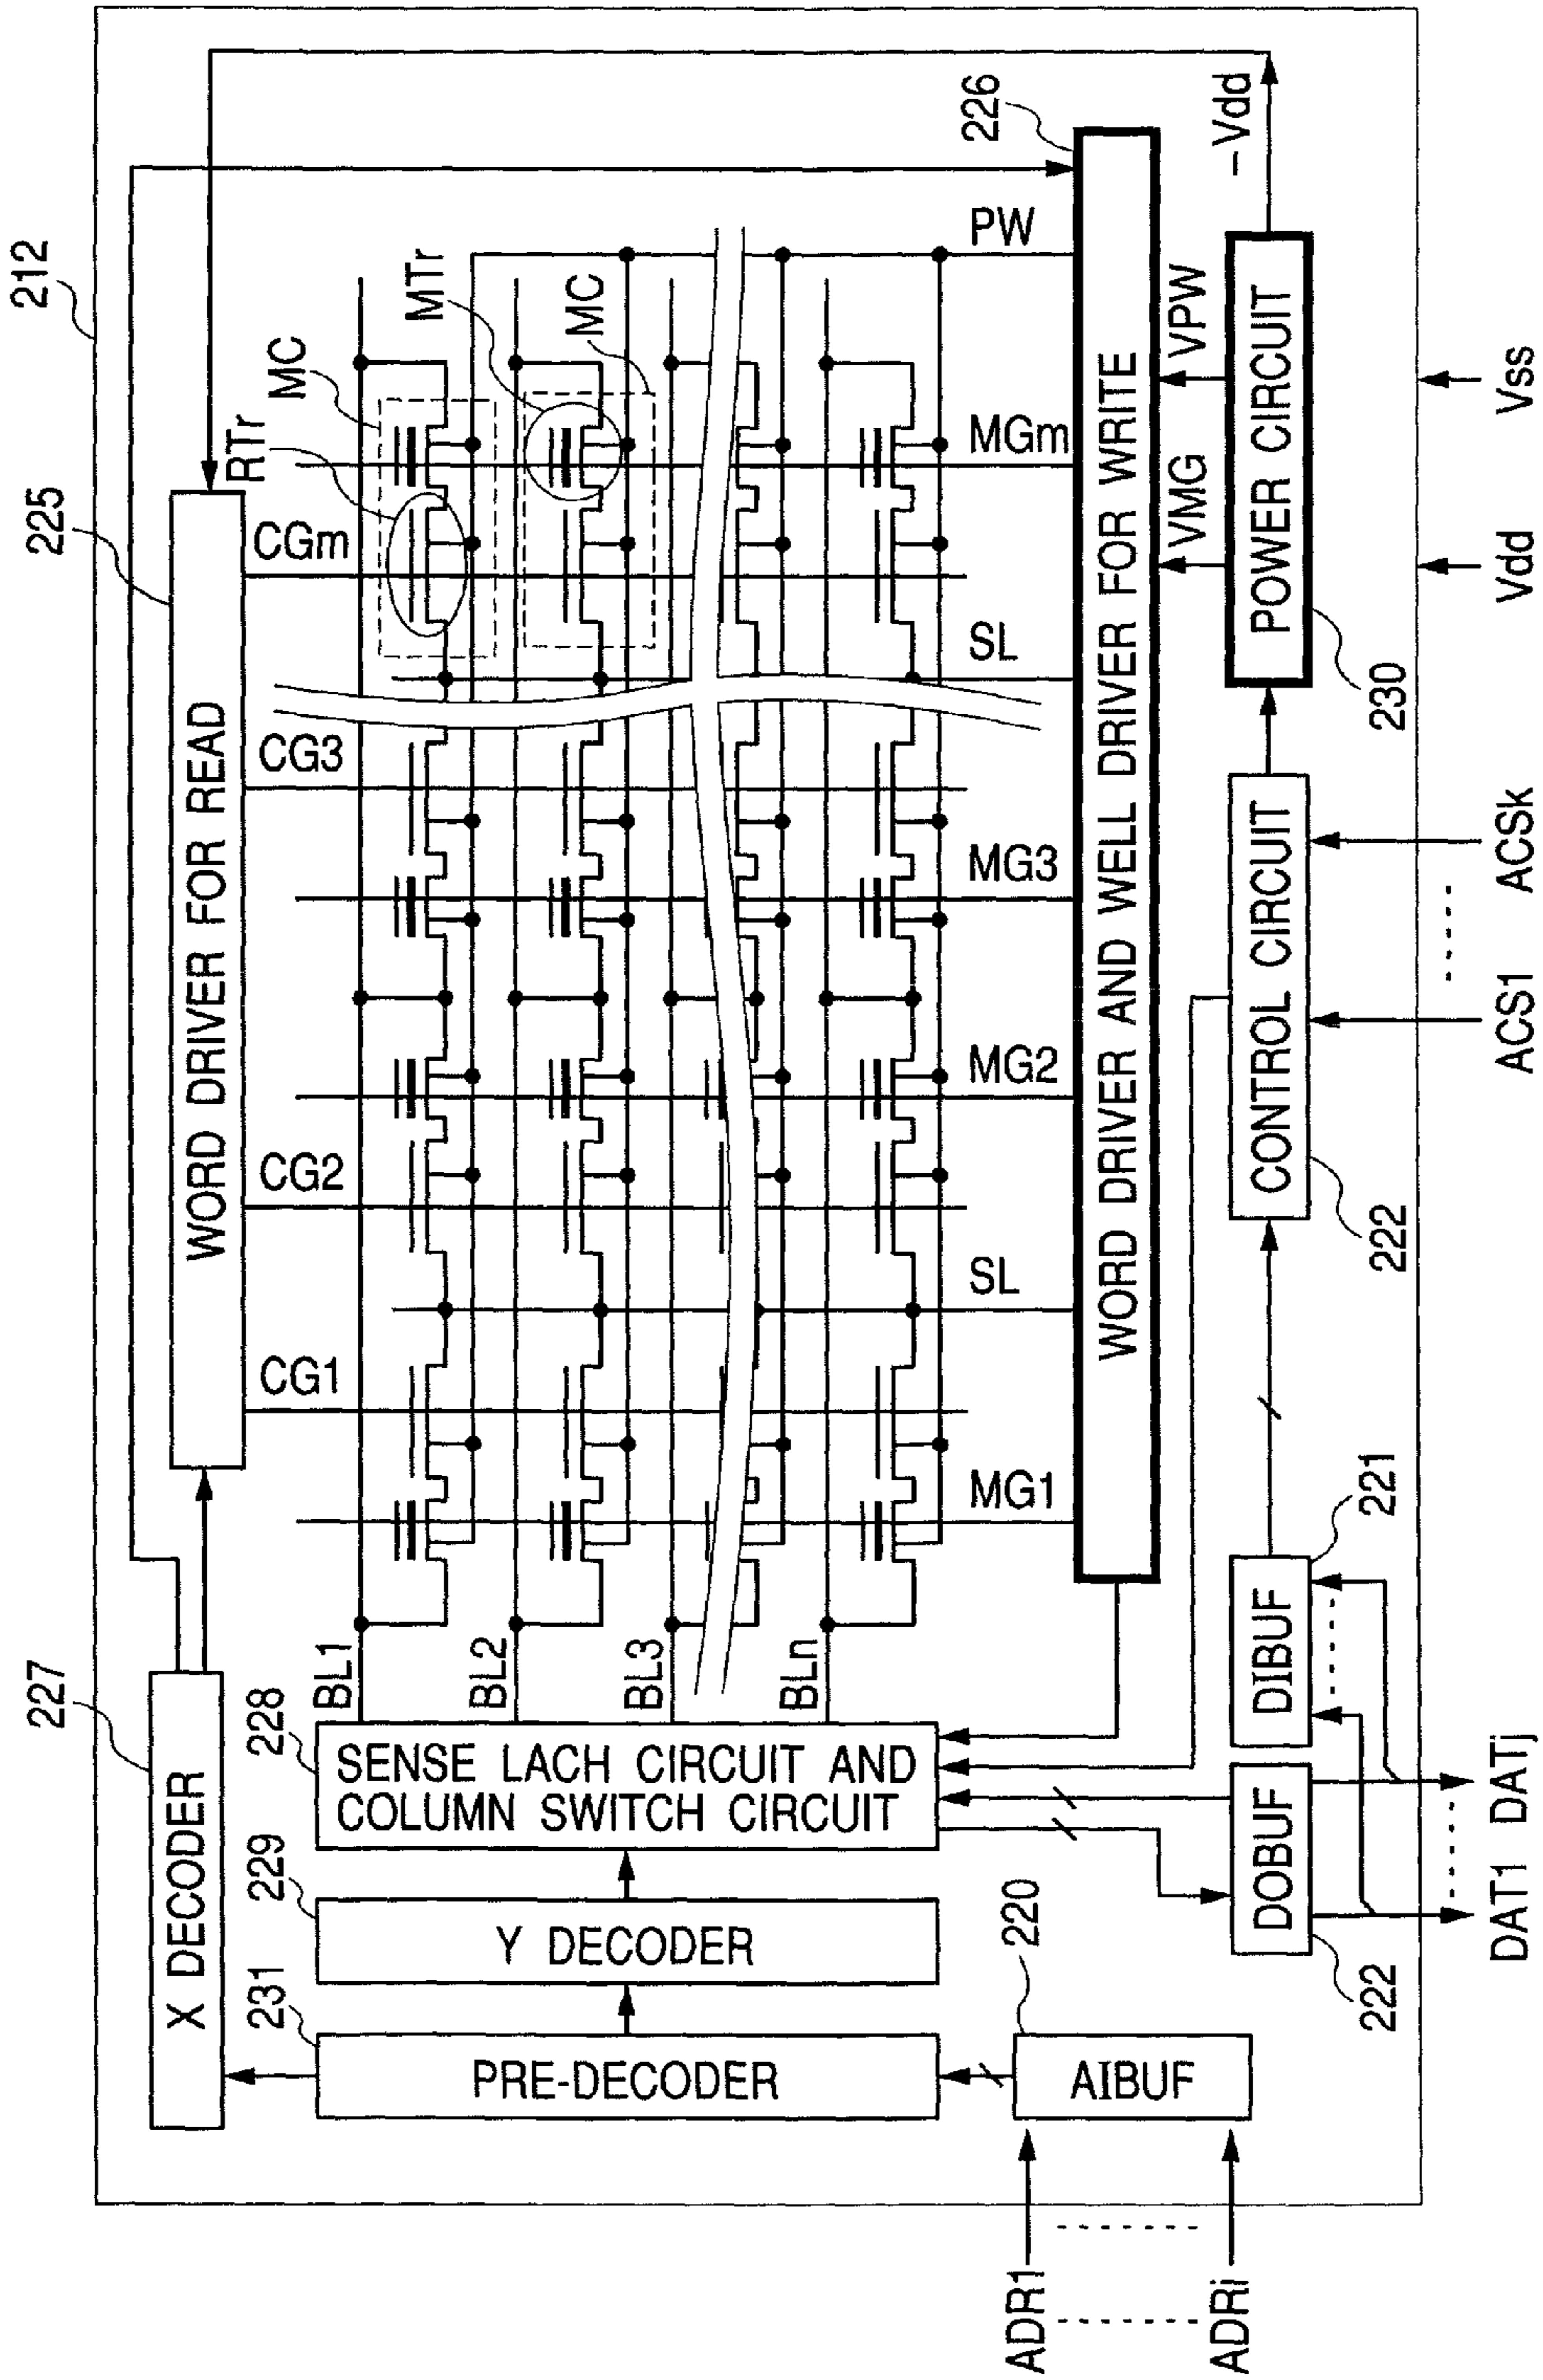 212
227
225
X DECODER
WORD DRIVER FOR READ
231
229
228
BL1
CG1
CG2
CG3
CGm
RTr
MC
BL2
MTr
PRE-DECODER
Y DECODER
SENSE LACH CIRCUIT AND
COLUMN SWITCH CIRCUIT
MC
BL3
BLn
MG1
SL
MG2
MG3
SL
MGm
PW
226
220
WORD DRIVER AND WELL DRIVER FOR WRITE
AIBUF
ADR1
ADRi
VMG
VPW
-Vdd
DOBUF
DIBUF
CONTROL CIRCUIT
POWER CIRCUIT
222
221
222
230
DAT1
DATj
ACS1
ACSk
Vdd
Vss